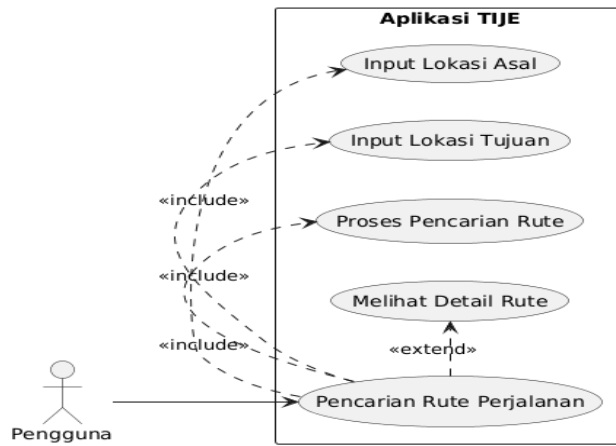 Aplikasi TIJE
Input Lokasi Asal
Input Lokasi Tujuan
«include»
Proses Pencarian Rute
«include»
Melihat Detail Rute
«include»
«extend»
Pencarian Rute Perjalanan
Pengguna